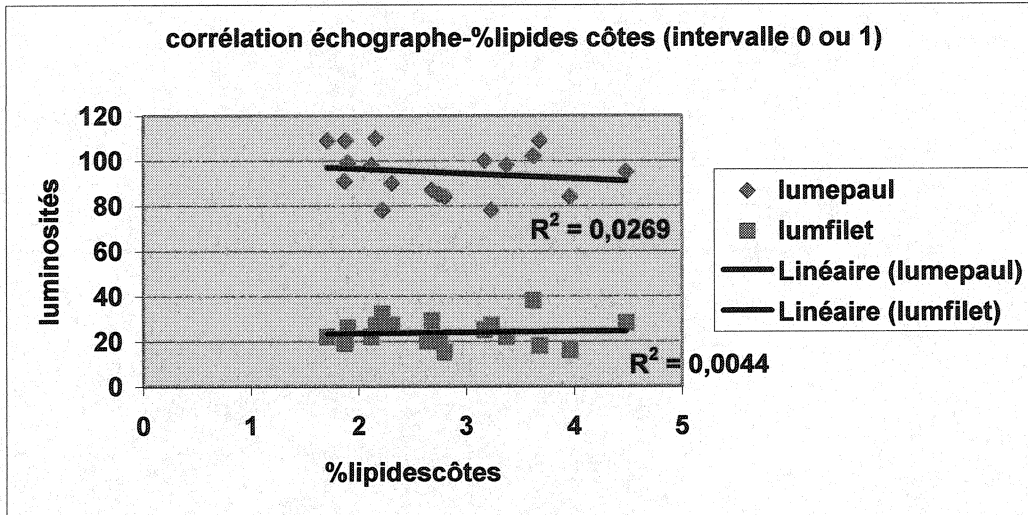 corrélation échographe-%lipides côtes (intervalle 0 ou 1)
luminosités
120
100
80
60
40
20
0
R² = 0,0269
R² = 0,0044
0 1 2 3 4 5
%lipidescôtes
lumepaul
lumfilet
Linéaire (lumepaul)
Linéaire (lumfilet)